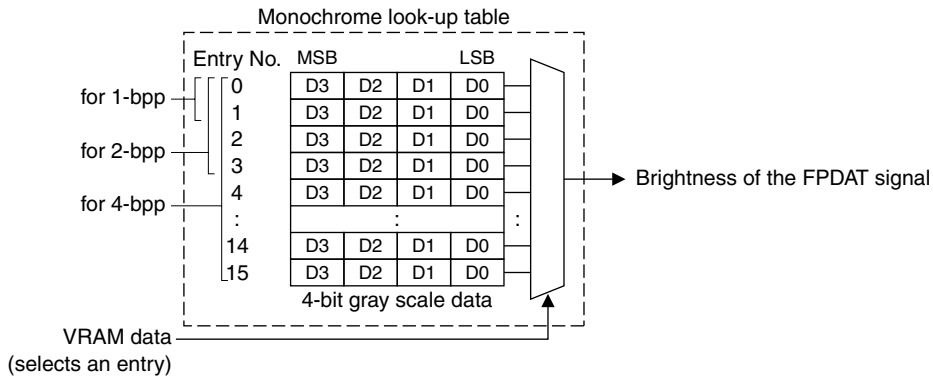 Monochrome look-up table
Entry No. MSB LSB
for 1-bpp
for 2-bpp
for 4-bpp
0 D3 D2 D1 D0
1 D3 D2 D1 D0
2 D3 D2 D1 D0
3 D3 D2 D1 D0
4 D3 D2 D1 D0
: : :
14 D3 D2 D1 D0
15 D3 D2 D1 D0
4-bit gray scale data
Brightness of the FPDAT signal
VRAM data
(selects an entry)